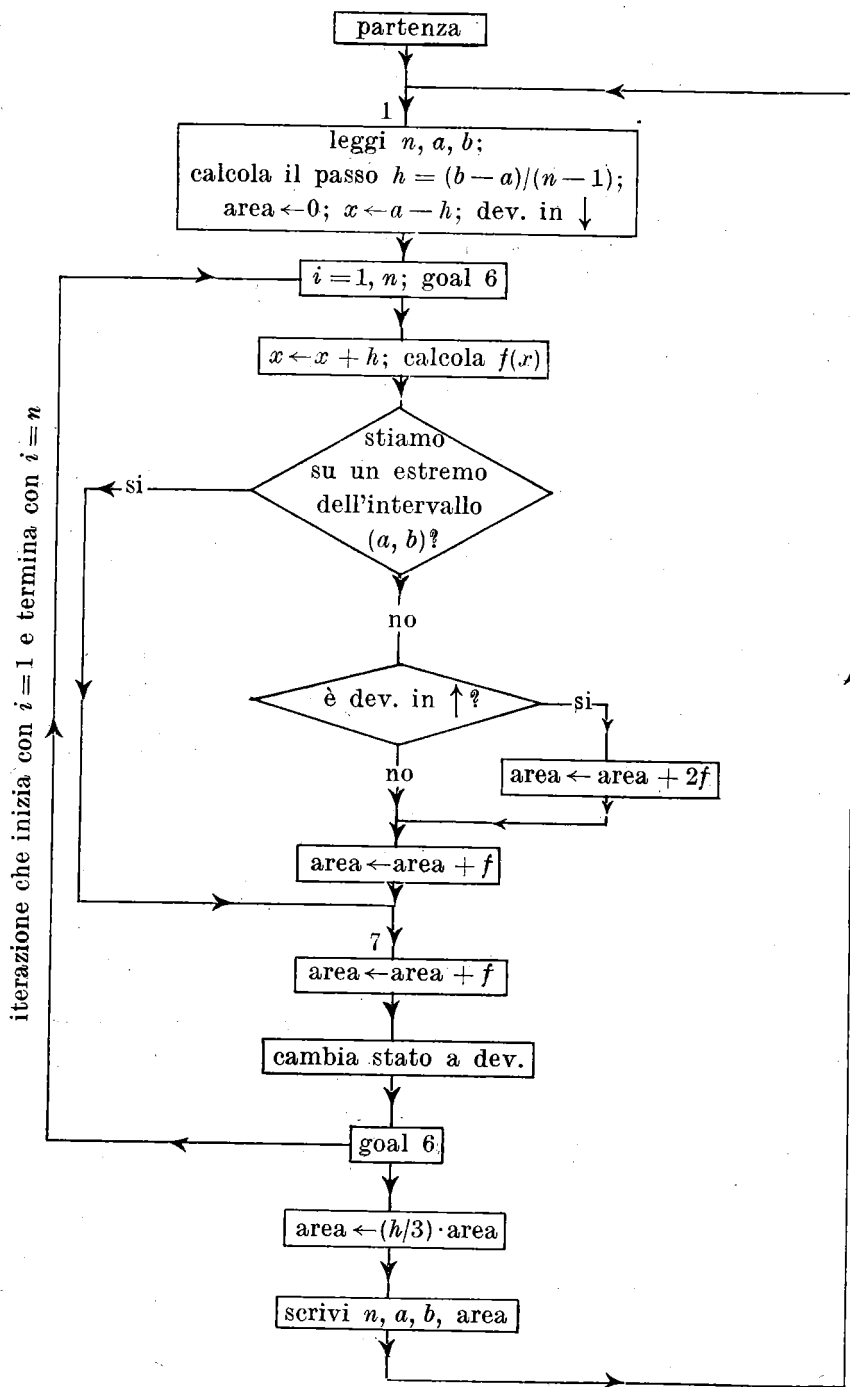 partenza
1
leggi n, a, b;
calcola il passo h = (b − a)/(n − 1);
area ← 0; x ← a − h; dev. in ↓
i = 1, n; goal 6
x ← x + h; calcola f(x)
stiamo
su un estremo
dell'intervallo
(a, b)?
si
no
è dev. in ↑?
si
no
area ← area + 2f
area ← area + f
7
area ← area + f
cambia stato a dev.
goal 6
area ← (h/3) · area
scrivi n, a, b, area
iterazione che inizia con i = 1 e termina con i = n